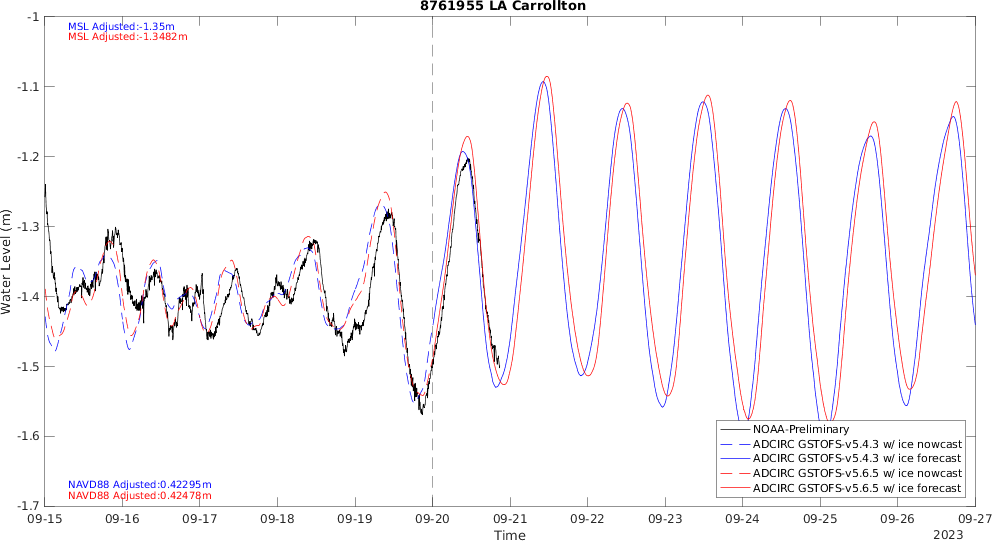 8761955 LA Carrollton
MSL Adjusted:-1.35m
MSL Adjusted:-1.3482m
-1
-1.1
-1.2
-1.3
-1.4
-1.5
-1.6
-1.7
Water Level (m)
NOAA-Preliminary
ADCIRC GSTOFS-v5.4.3 w/ ice nowcast
ADCIRC GSTOFS-v5.4.3 w/ ice forecast
ADCIRC GSTOFS-v5.6.5 w/ ice nowcast
ADCIRC GSTOFS-v5.6.5 w/ ice forecast
NAVD88 Adjusted:0.42295m
NAVD88 Adjusted:0.42478m
09-15 09-16 09-17 09-18 09-19 09-20 09-21 09-22 09-23 09-24 09-25 09-26 09-27
Time
2023